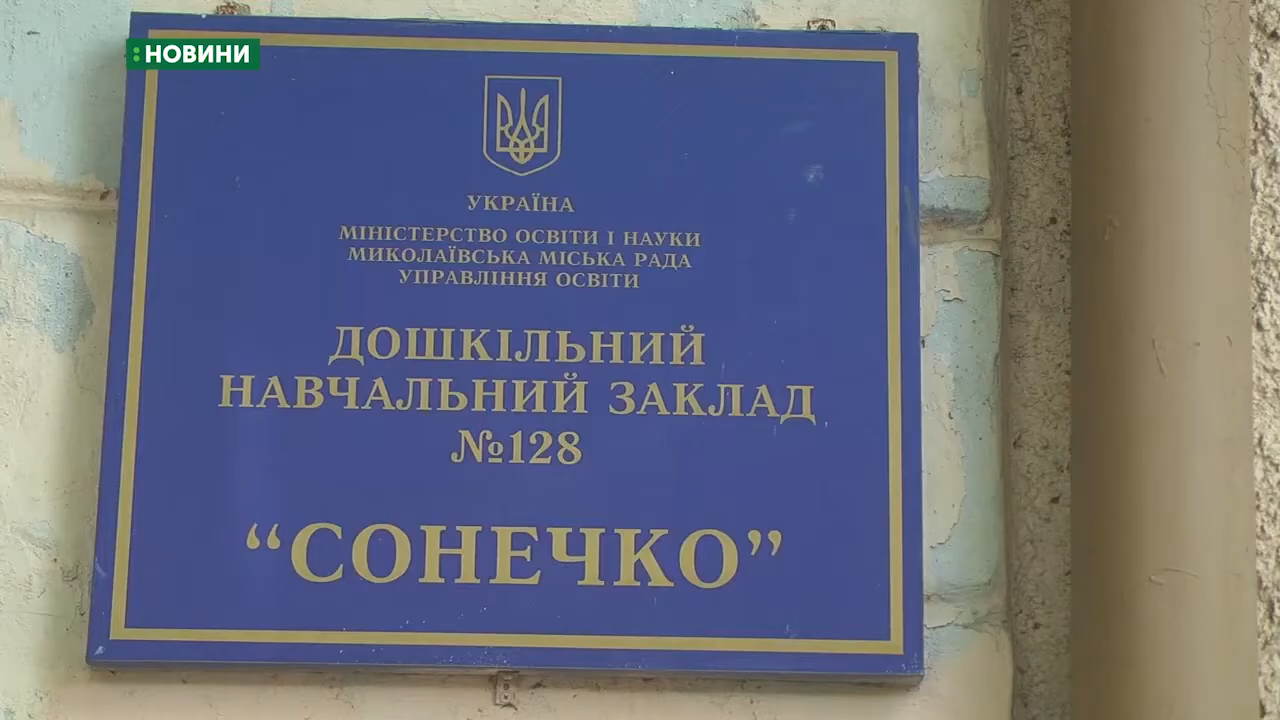 :НОВИНИ
УКРАЇНА
МІНІСТЕРСТВО ОСВІТИ І НАУКИ
МИКОЛАЇВСЬКА МІСЬКА РАДА
УПРАВЛІННЯ ОСВІТИ
ДОШКІЛЬНИЙ
НАВЧАЛЬНИЙ ЗАКЛАД
№128
“СОНЕЧКО”